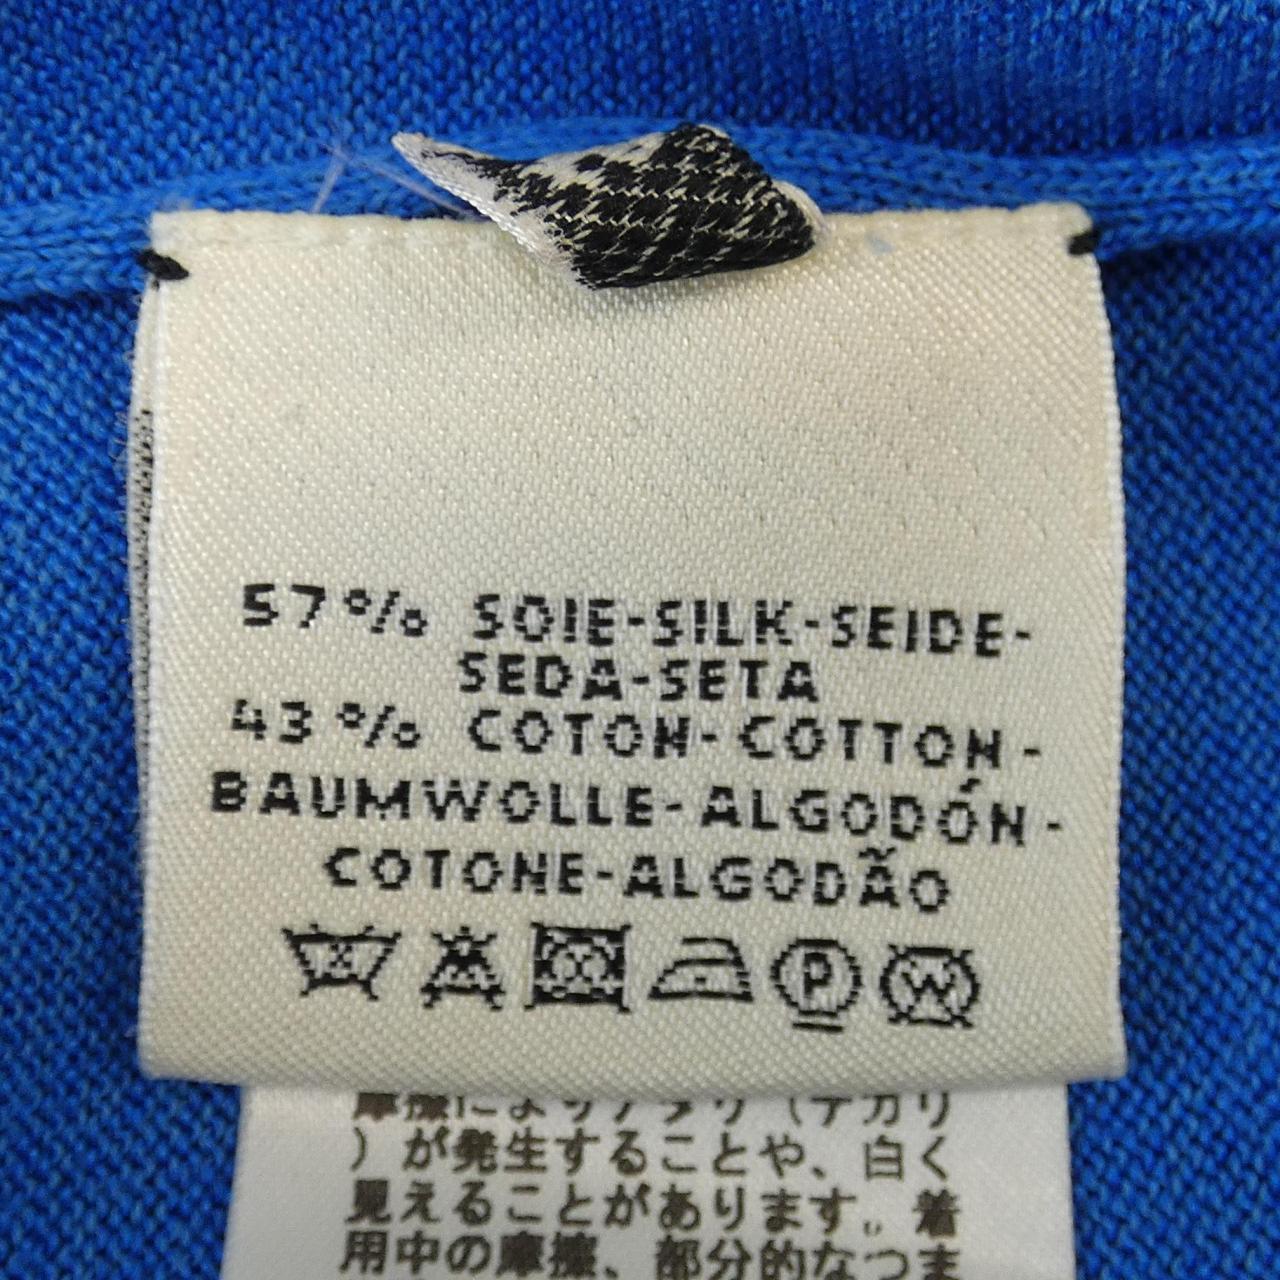 57% SOIE-SILK-SEIDE-
SEDA-SETA
43% COTON-COTTON-
BAUMWOLLE-ALGODÓN-
COTONE-ALGODÃO
P W
摩擦によりテカリ（テカリ
）が発生することや、白く
見えることがあります。着
用中の摩擦、部分的なつま